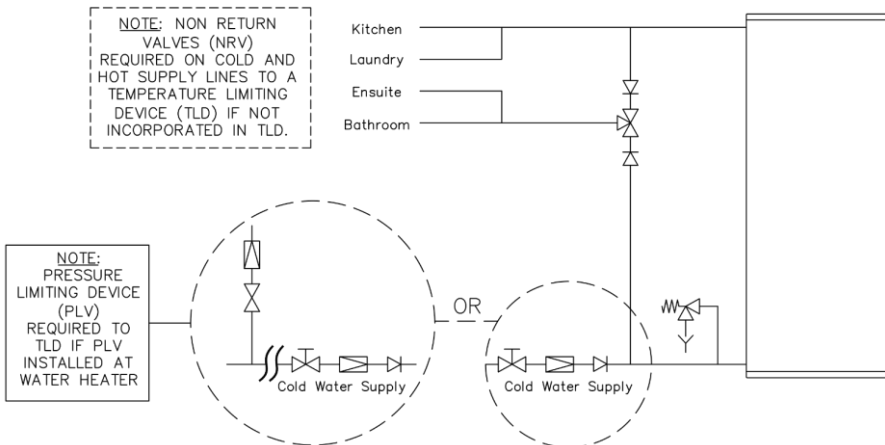 NOTE: NON RETURN
VALVES (NRV)
REQUIRED ON COLD AND
HOT SUPPLY LINES TO A
TEMPERATURE LIMITING
DEVICE (TLD) IF NOT
INCORPORATED IN TLD.
Kitchen
Laundry
Ensuite
Bathroom
NOTE:
PRESSURE
LIMITING DEVICE
(PLV)
REQUIRED TO
TLD IF PLV
INSTALLED AT
WATER HEATER
OR
Cold Water Supply
Cold Water Supply